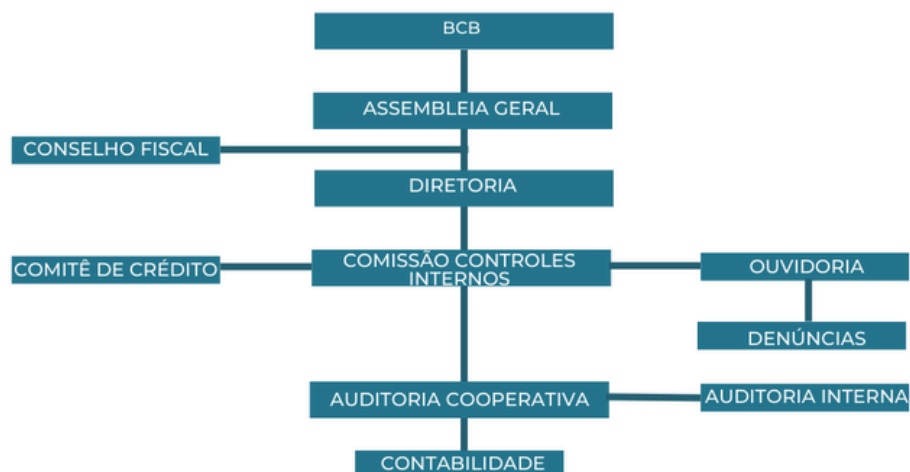 BCB
ASSEMBLEIA GERAL
CONSELHO FISCAL
DIRETORIA
COMITÊ DE CRÉDITO
COMISSÃO CONTROLES
INTERNOS
OUVIDORIA
DENÚNCIAS
AUDITORIA COOPERATIVA
AUDITORIA INTERNA
CONTABILIDADE